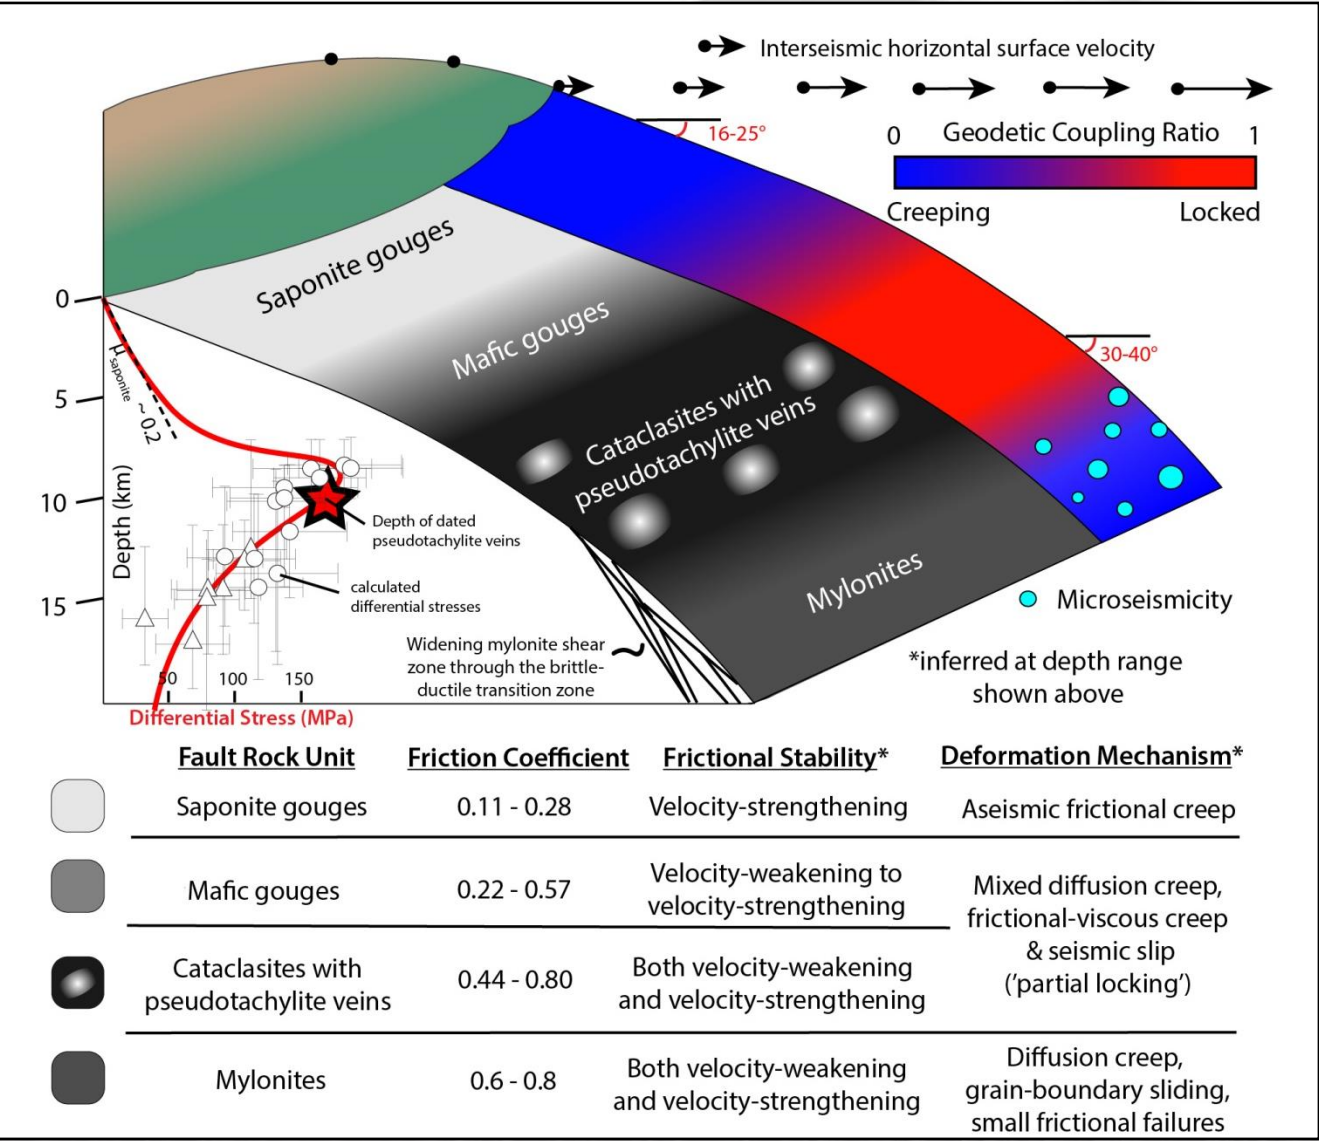 Interseismic horizontal surface velocity
16-25°
0 Geodetic Coupling Ratio 1
Creeping Locked
Saponite gouges
Mafic gouges
Cataclasites with
pseudotachylite veins
Mylonites
30-40°
0
5
10
15
Depth (km)
μsaponite ~0.2
Depth of dated
pseudotachylite veins
calculated
differential stresses
50 100 150
Differential Stress (MPa)
Widening mylonite shear
zone through the brittle-
ductile transition zone
Microseismicity
*inferred at depth range
shown above
Fault Rock Unit Friction Coefficient Frictional Stability* Deformation Mechanism*
Saponite gouges 0.11 - 0.28 Velocity-strengthening Aseismic frictional creep
Mafic gouges 0.22 - 0.57
Velocity-weakening to
velocity-strengthening
Cataclasites with
pseudotachylite veins
0.44 - 0.80
Both velocity-weakening
and velocity-strengthening
Mixed diffusion creep,
frictional-viscous creep
& seismic slip
('partial locking')
Mylonites 0.6 - 0.8
Both velocity-weakening
and velocity-strengthening
Diffusion creep,
grain-boundary sliding,
small frictional failures